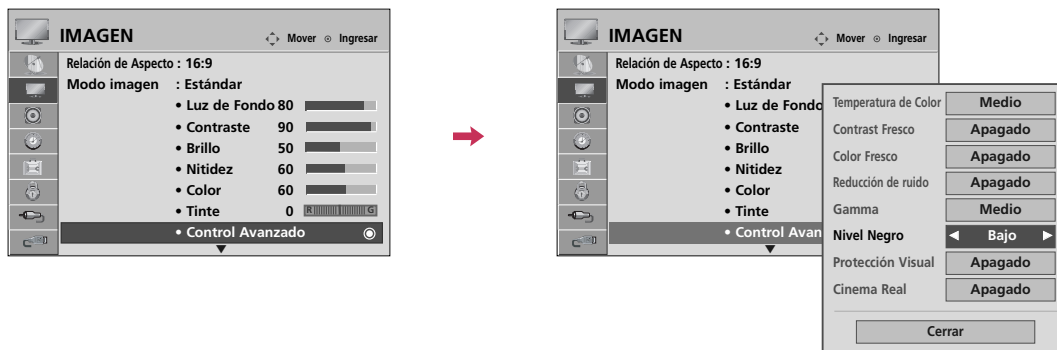 IMAGEN
Mover ⊙ Ingresar
Relación de Aspecto : 16:9
Modo imagen : Estándar
• Luz de Fondo 80
• Contraste 90
• Brillo 50
• Nitidez 60
• Color 60
• Tinte 0 R G
• Control Avanzado
IMAGEN
Mover ⊙ Ingresar
Relación de Aspecto : 16:9
Modo imagen : Estándar
• Luz de Fondo
• Contraste
• Brillo
• Nitidez
• Color
• Tinte
• Control Avan
Temperatura de Color Medio
Contrast Fresco Apagado
Color Fresco Apagado
Reducción de ruido Apagado
Gamma Medio
Nivel Negro ◀ Bajo ▶
Protección Visual Apagado
Cinema Real Apagado
Cerrar